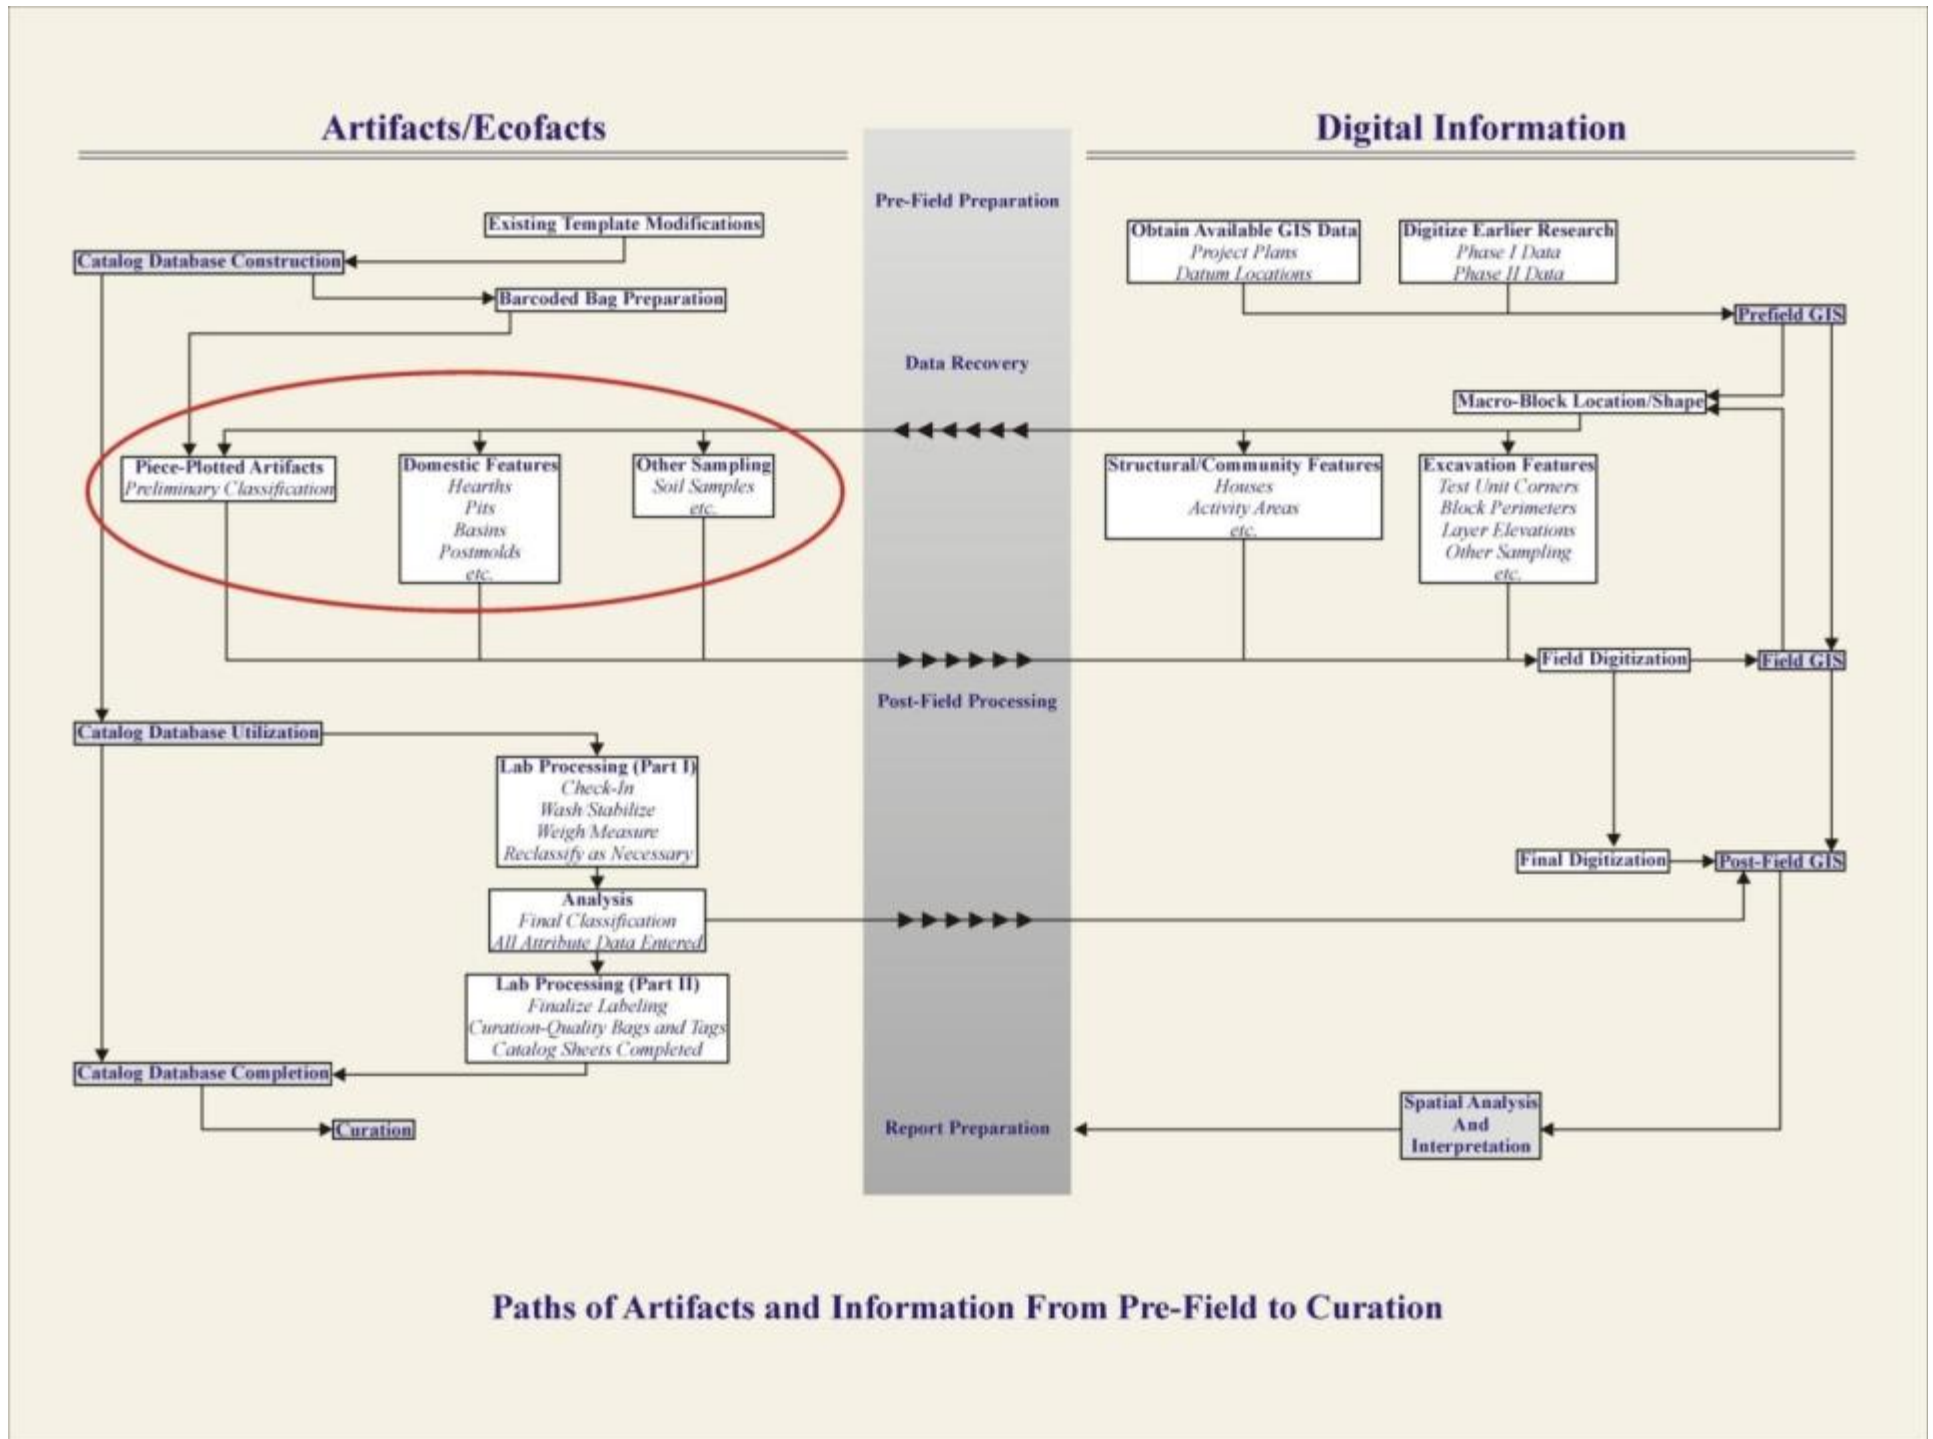 Artifacts/Ecofacts
Digital Information
Pre-Field Preparation
Existing Template Modifications
Catalog Database Construction
Barcoded Bag Preparation
Obtain Available GIS Data
Project Plans
Datum Locations
Digitize Earlier Research
Phase I Data
Phase II Data
Prefield GIS
Data Recovery
Macro-Block Location/Shape
Piece-Plotted Artifacts
Preliminary Classification
Domestic Features
Hearths
Pits
Basins
Postmolds
etc.
Other Sampling
Soil Samples
etc.
Structural/Community Features
Houses
Activity Areas
etc.
Excavation Features
Test Unit Corners
Block Perimeters
Layer Elevations
Other Sampling
etc.
Field Digitization
Field GIS
Post-Field Processing
Catalog Database Utilization
Lab Processing (Part I)
Check-In
Wash/Stabilize
Weigh/Measure
Reclassify as Necessary
Analysis
Final Classification
All Attribute Data Entered
Lab Processing (Part II)
Finalize Labeling
Curation-Quality Bags and Tags
Catalog Sheets Completed
Final Digitization
Post-Field GIS
Catalog Database Completion
Curation
Report Preparation
Spatial Analysis
And
Interpretation
Paths of Artifacts and Information From Pre-Field to Curation